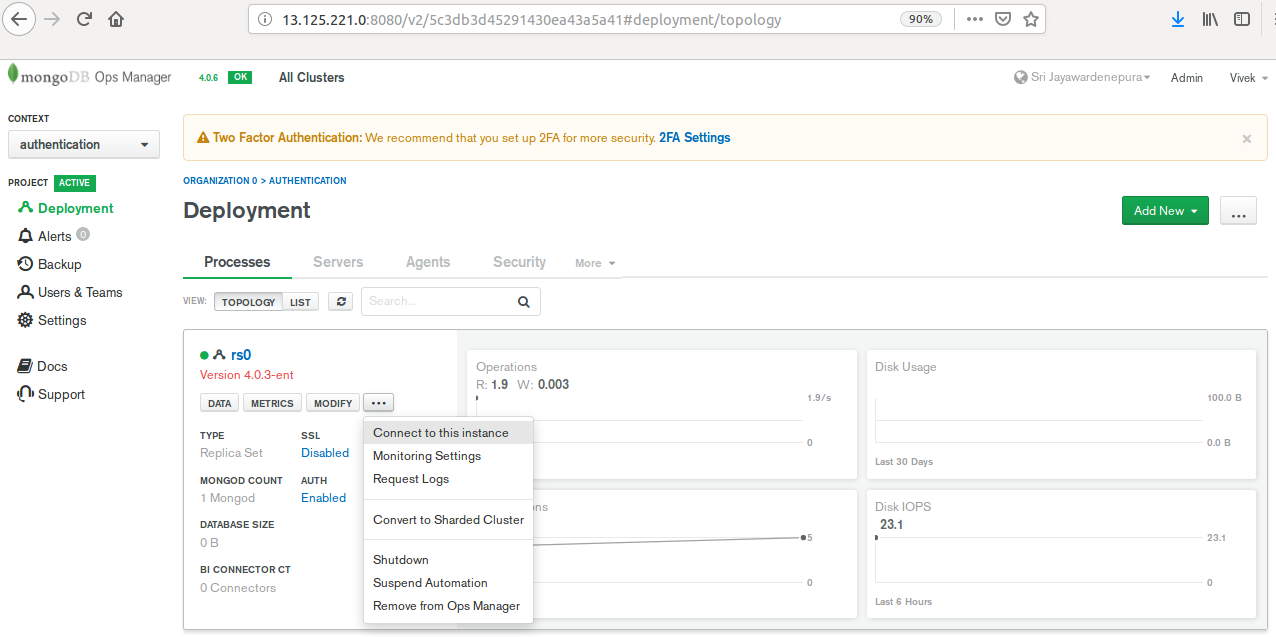 13.125.221.0:8080/v2/5c3db3d45291430ea43a5a41#deployment/topology 90%
mongoDB Ops Manager 4.0.6 OK All Clusters Sri Jayawardenepura Admin Vivek
CONTEXT
authentication
PROJECT ACTIVE
Deployment
Alerts 0
Backup
Users & Teams
Settings
Docs
Support
Two Factor Authentication: We recommend that you set up 2FA for more security. 2FA Settings ×
ORGANIZATION 0 > AUTHENTICATION
Deployment
Add New ...
Processes Servers Agents Security More
VIEW: TOPOLOGY LIST Search...
rs0
Version 4.0.3-ent
DATA METRICS MODIFY •••
TYPE SSL
Replica Set Disabled
MONGOD COUNT AUTH
1 Mongod Enabled
DATABASE SIZE
0 B
BI CONNECTOR CT
0 Connectors
Connect to this instance
Monitoring Settings
Request Logs
Convert to Sharded Cluster
Shutdown
Suspend Automation
Remove from Ops Manager
Operations
R: 1.9 W: 0.003
1.9/s
0
Disk Usage
100.0 B
0.0 B
Last 30 Days
ns
5
0
Disk IOPS
23.1
23.1
0
Last 6 Hours